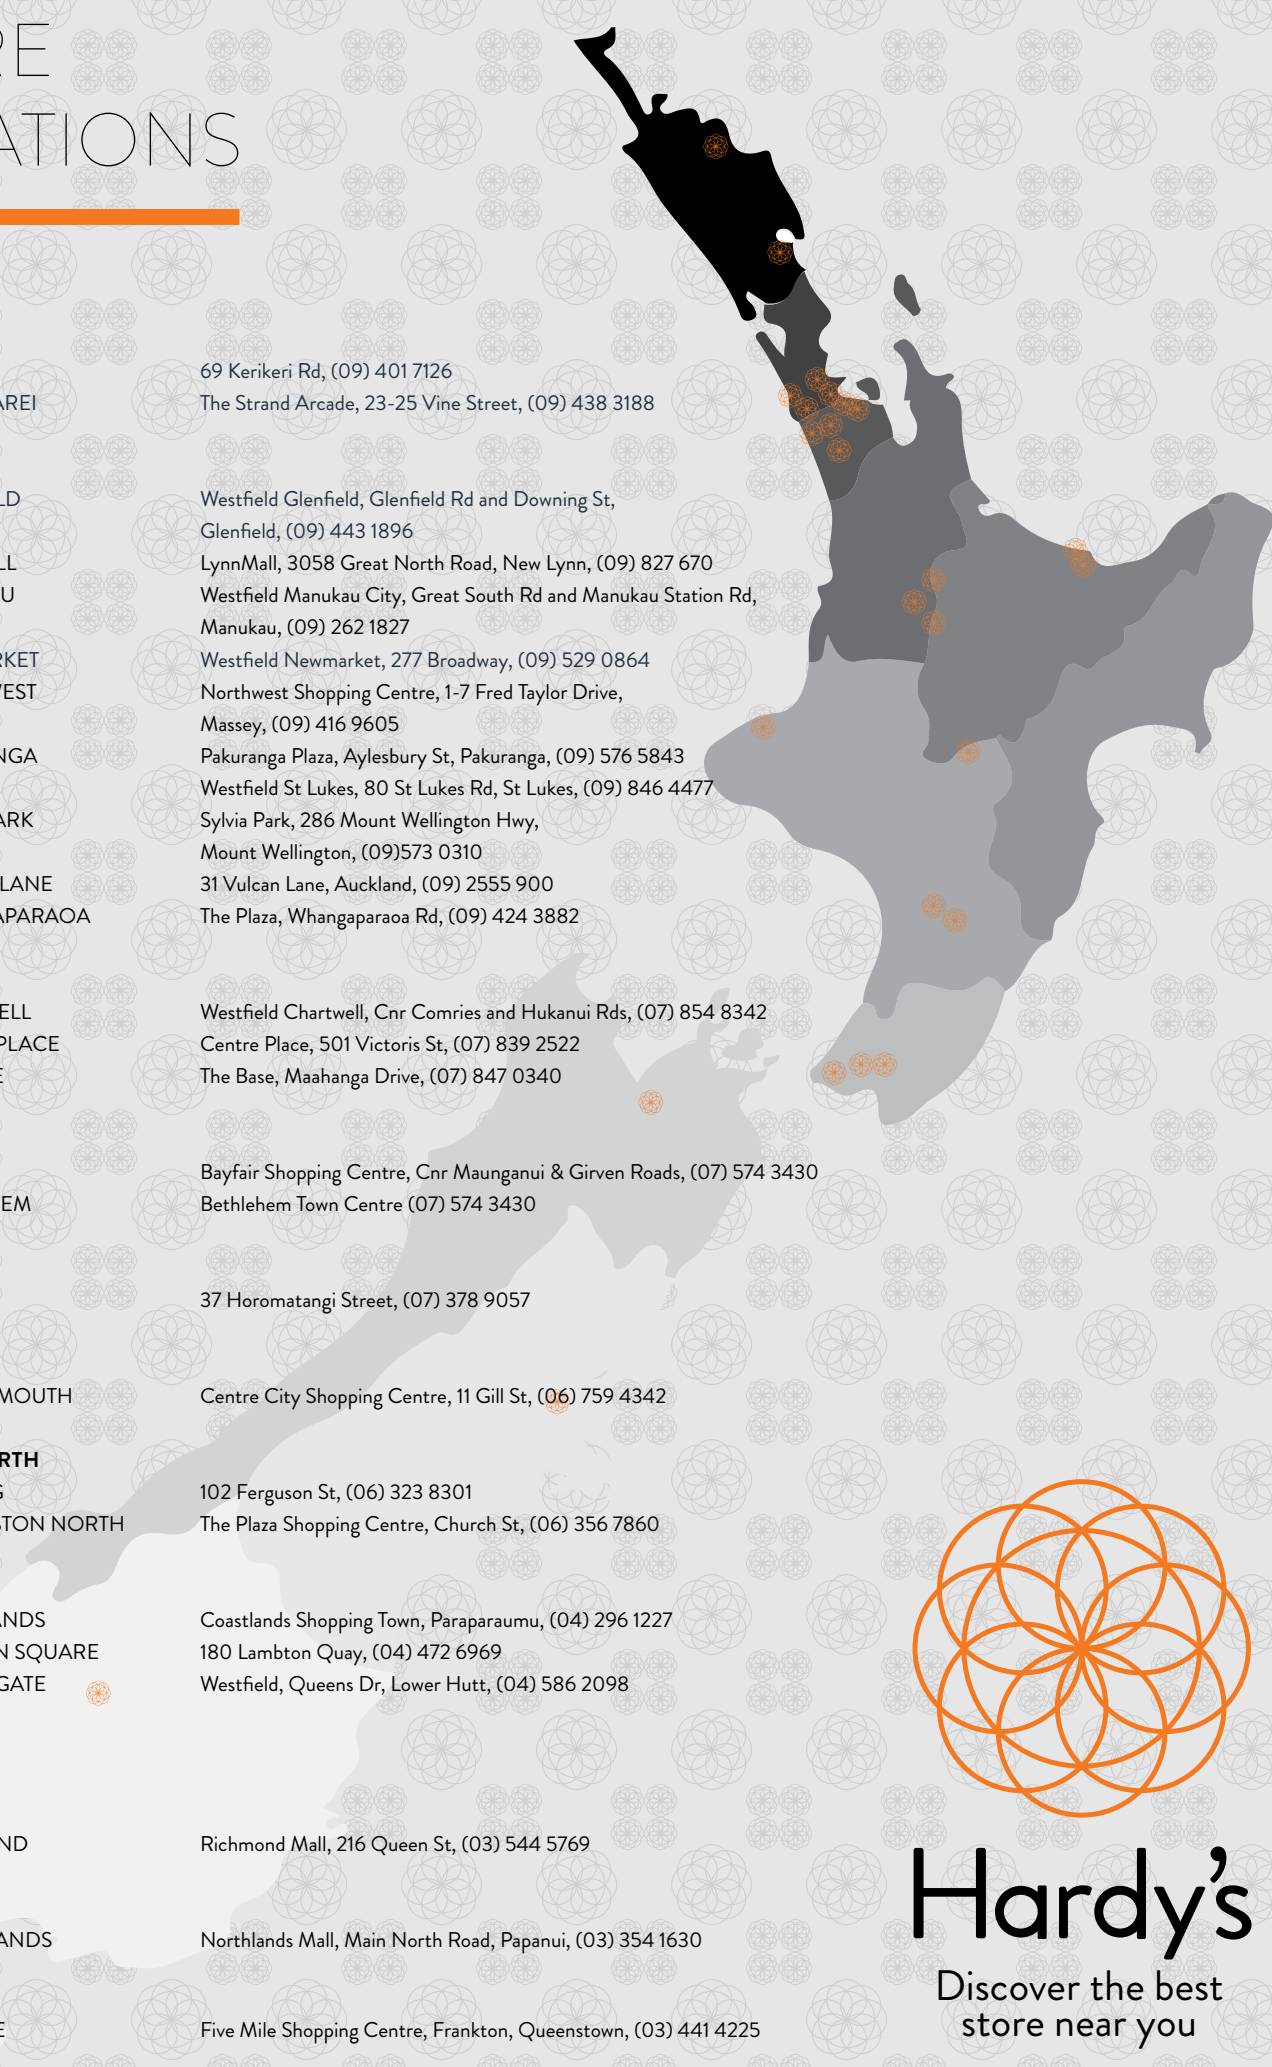 RE
ATIONS
69 Kerikeri Rd, (09) 401 7126
AREI The Strand Arcade, 23-25 Vine Street, (09) 438 3188
LD Westfield Glenfield, Glenfield Rd and Downing St,
Glenfield, (09) 443 1896
LL LynnMall, 3058 Great North Road, New Lynn, (09) 827 670
U Westfield Manukau City, Great South Rd and Manukau Station Rd,
Manukau, (09) 262 1827
RKET Westfield Newmarket, 277 Broadway, (09) 529 0864
EST Northwest Shopping Centre, 1-7 Fred Taylor Drive,
Massey, (09) 416 9605
NGA Pakuranga Plaza, Aylesbury St, Pakuranga, (09) 576 5843
Westfield St Lukes, 80 St Lukes Rd, St Lukes, (09) 846 4477
ARK Sylvia Park, 286 Mount Wellington Hwy,
Mount Wellington, (09)573 0310
LANE 31 Vulcan Lane, Auckland, (09) 2555 900
APARAOA The Plaza, Whangaparaoa Rd, (09) 424 3882
ELL Westfield Chartwell, Cnr Comries and Hukanui Rds, (07) 854 8342
PLACE Centre Place, 501 Victoris St, (07) 839 2522
E The Base, Maahanga Drive, (07) 847 0340
Bayfair Shopping Centre, Cnr Maunganui & Girven Roads, (07) 574 3430
EM Bethlehem Town Centre (07) 574 3430
37 Horomatangi Street, (07) 378 9057
MOUTH Centre City Shopping Centre, 11 Gill St, (06) 759 4342
RTH
G 102 Ferguson St, (06) 323 8301
STON NORTH The Plaza Shopping Centre, Church St, (06) 356 7860
ANDS Coastlands Shopping Town, Paraparaumu, (04) 296 1227
N SQUARE 180 Lambton Quay, (04) 472 6969
GATE Westfield, Queens Dr, Lower Hutt, (04) 586 2098
ND Richmond Mall, 216 Queen St, (03) 544 5769
ANDS Northlands Mall, Main North Road, Papanui, (03) 354 1630
E Five Mile Shopping Centre, Frankton, Queenstown, (03) 441 4225
Hardy's
Discover the best
store near you